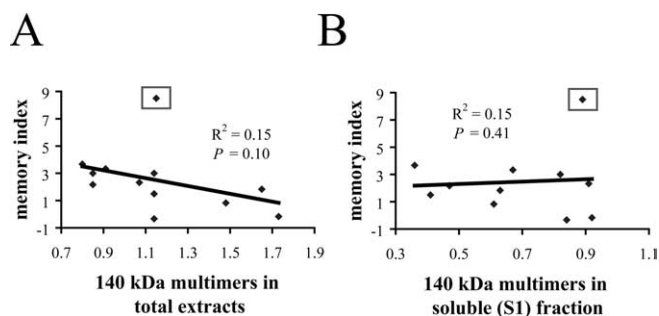 A
memory index
9
7
5
3
1
-1
R² = 0.15
P = 0.10
0.7 0.9 1.1 1.3 1.5 1.7 1.9
140 kDa multimers in
total extracts
B
memory index
9
7
5
3
1
-1
R² = 0.15
P = 0.41
0.3 0.5 0.7 0.9 1.1
140 kDa multimers in
soluble (S1) fraction